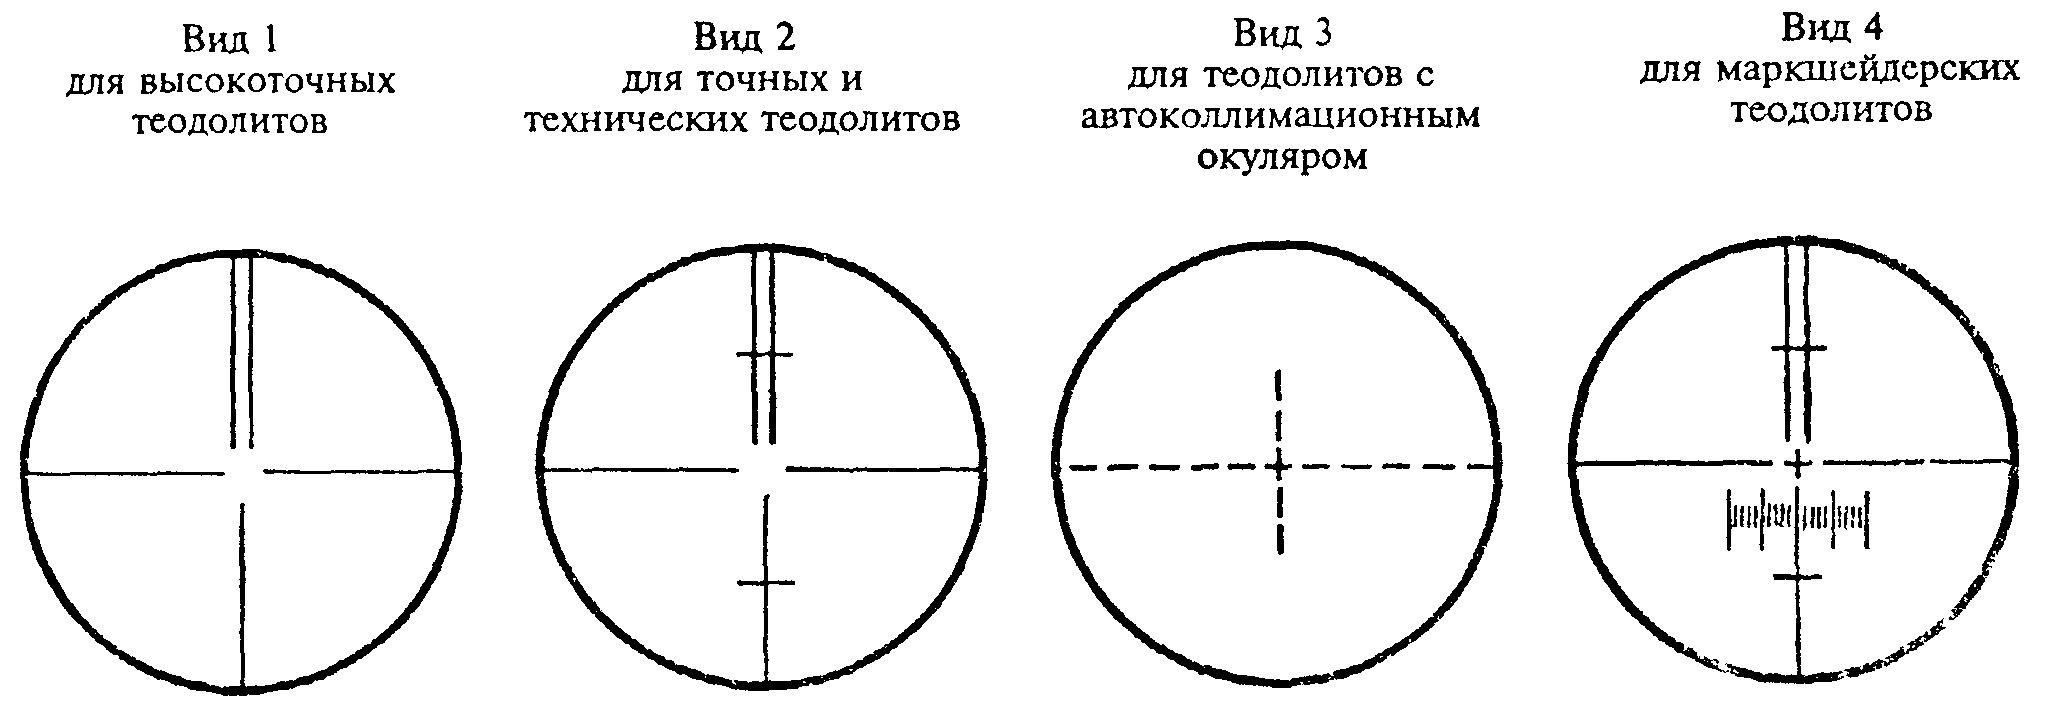 Вид 1
для высокоточных
теодолитов
Вид 2
для точных и
технических теодолитов
Вид 3
для теодолитов с
автоколлимационным
окуляром
Вид 4
для маркшейдерских
теодолитов